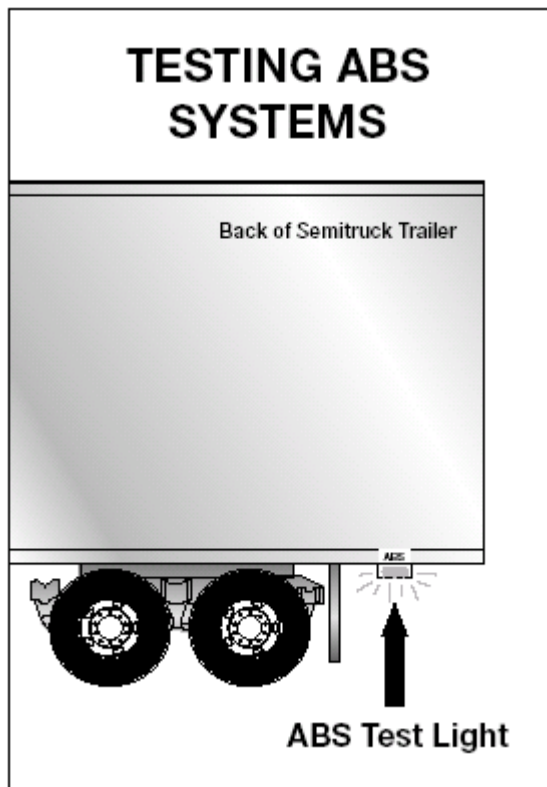 TESTING ABS
SYSTEMS
Back of Semitruck Trailer
ABS
ABS Test Light